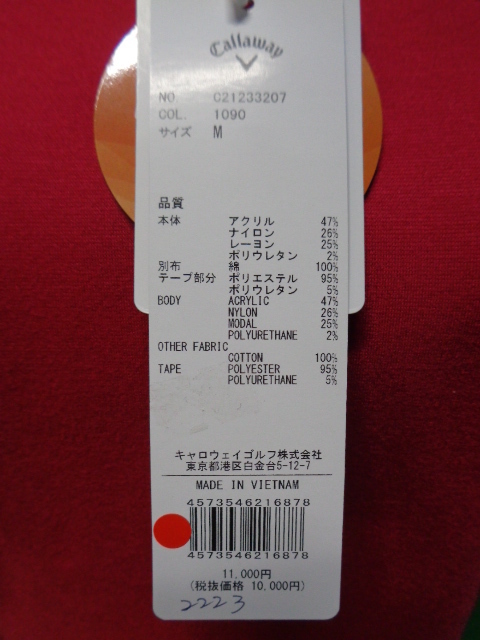 Callaway
NO. C21233207
COL. 1090
サイズ M
品質
本体 アクリル 47%
ナイロン 26%
レーヨン 25%
ポリウレタン 2%
別布 綿 100%
テープ部分 ポリエステル 95%
ポリウレタン 5%
BODY ACRYLIC 47%
NYLON 26%
MODAL 25%
POLYURETHANE 2%
OTHER FABRIC
COTTON 100%
TAPE POLYESTER 95%
POLYURETHANE 5%
キャロウェイゴルフ株式会社
東京都港区白金台5-12-7
MADE IN VIETNAM
4573546216878
4573546216878
11,000円
(税抜価格 10,000円)
2223